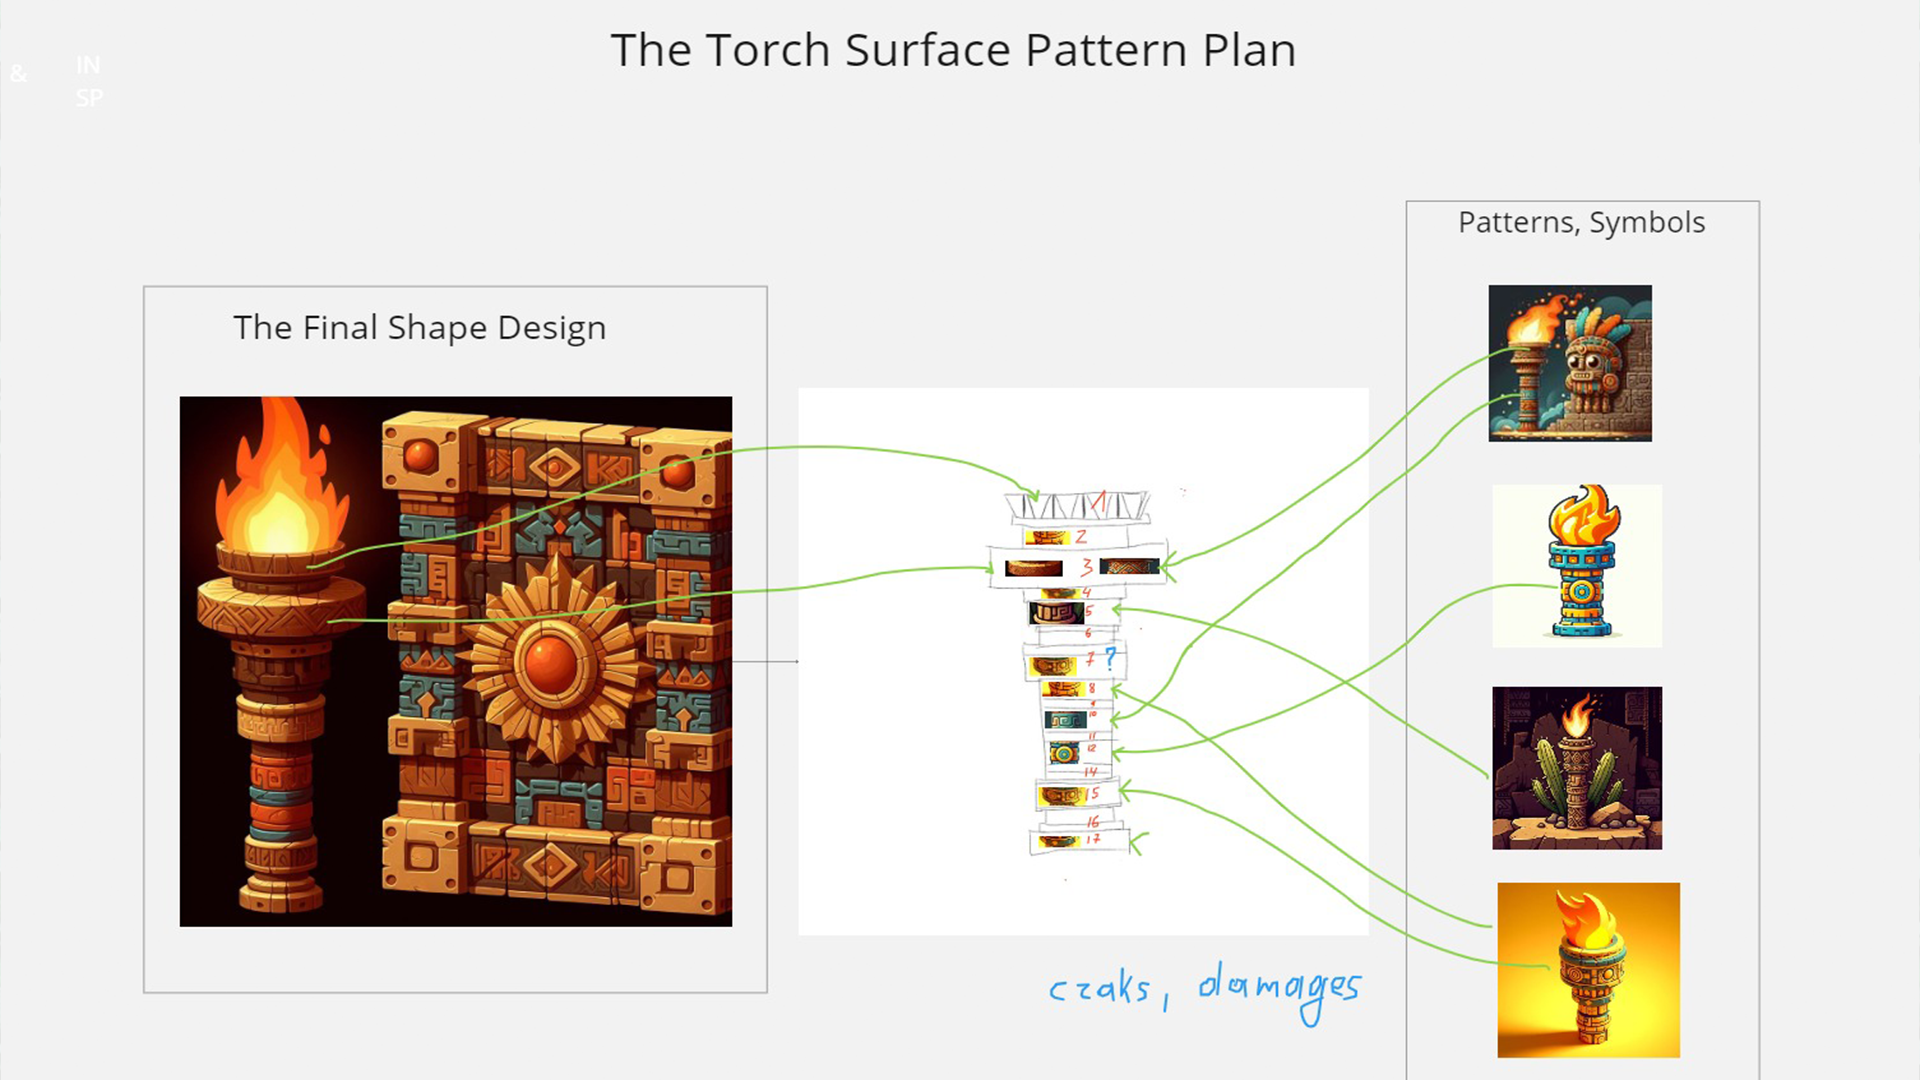 The Torch Surface Pattern Plan
&
IN
SP
Patterns, Symbols
The Final Shape Design
1
2
3
4
5
6
7 ?
8
9
10
11
12
14
15
16
17
czaks, damages